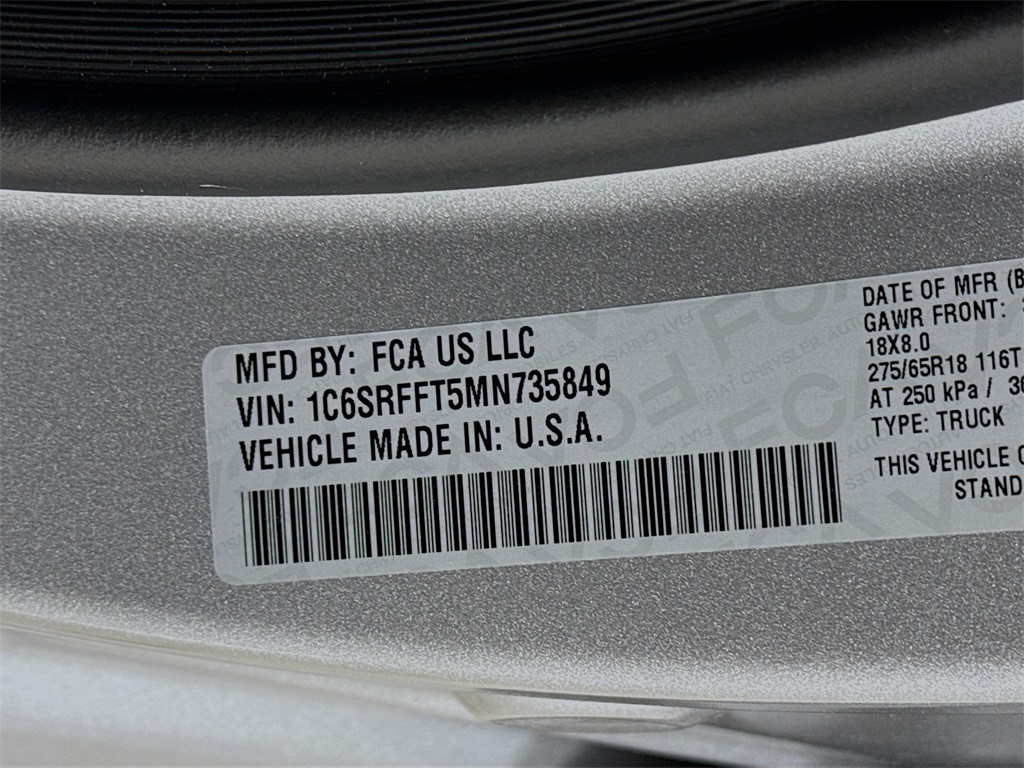 MFD BY: FCA US LLC
VIN: 1C6SRFFT5MN735849
VEHICLE MADE IN: U.S.A.
DATE OF MFR
GAWR FRONT:
18X8.0
275/65R18 116T
AT 250 kPa /
TYPE: TRUCK
THIS VEHICLE